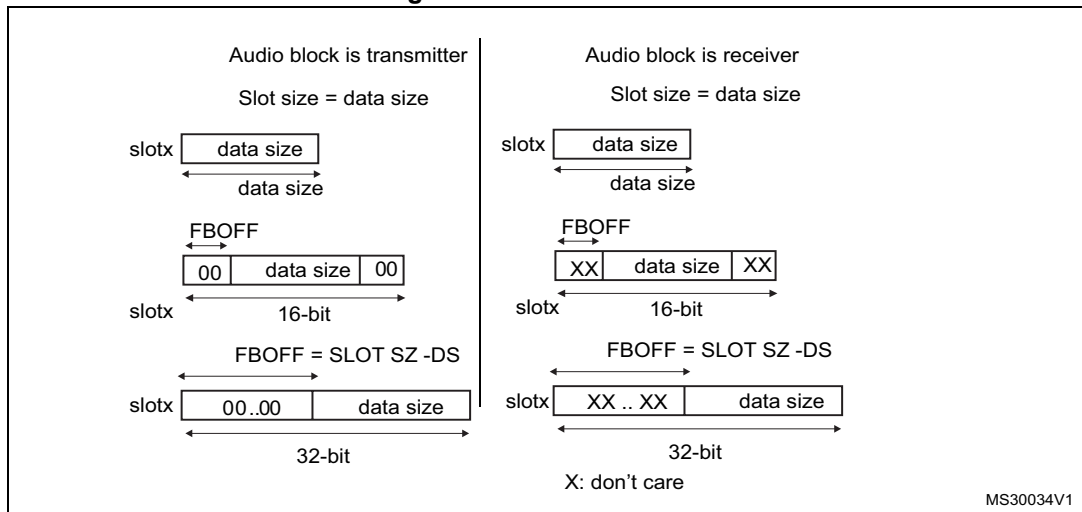 g
Audio block is transmitter
Slot size = data size
slotx data size
data size
FBOFF
00 data size 00
slotx 16-bit
FBOFF = SLOT SZ -DS
slotx 00..00 data size
32-bit
Audio block is receiver
Slot size = data size
slotx data size
data size
FBOFF
XX data size XX
slotx 16-bit
FBOFF = SLOT SZ -DS
slotx XX .. XX data size
32-bit
X: don't care
MS30034V1